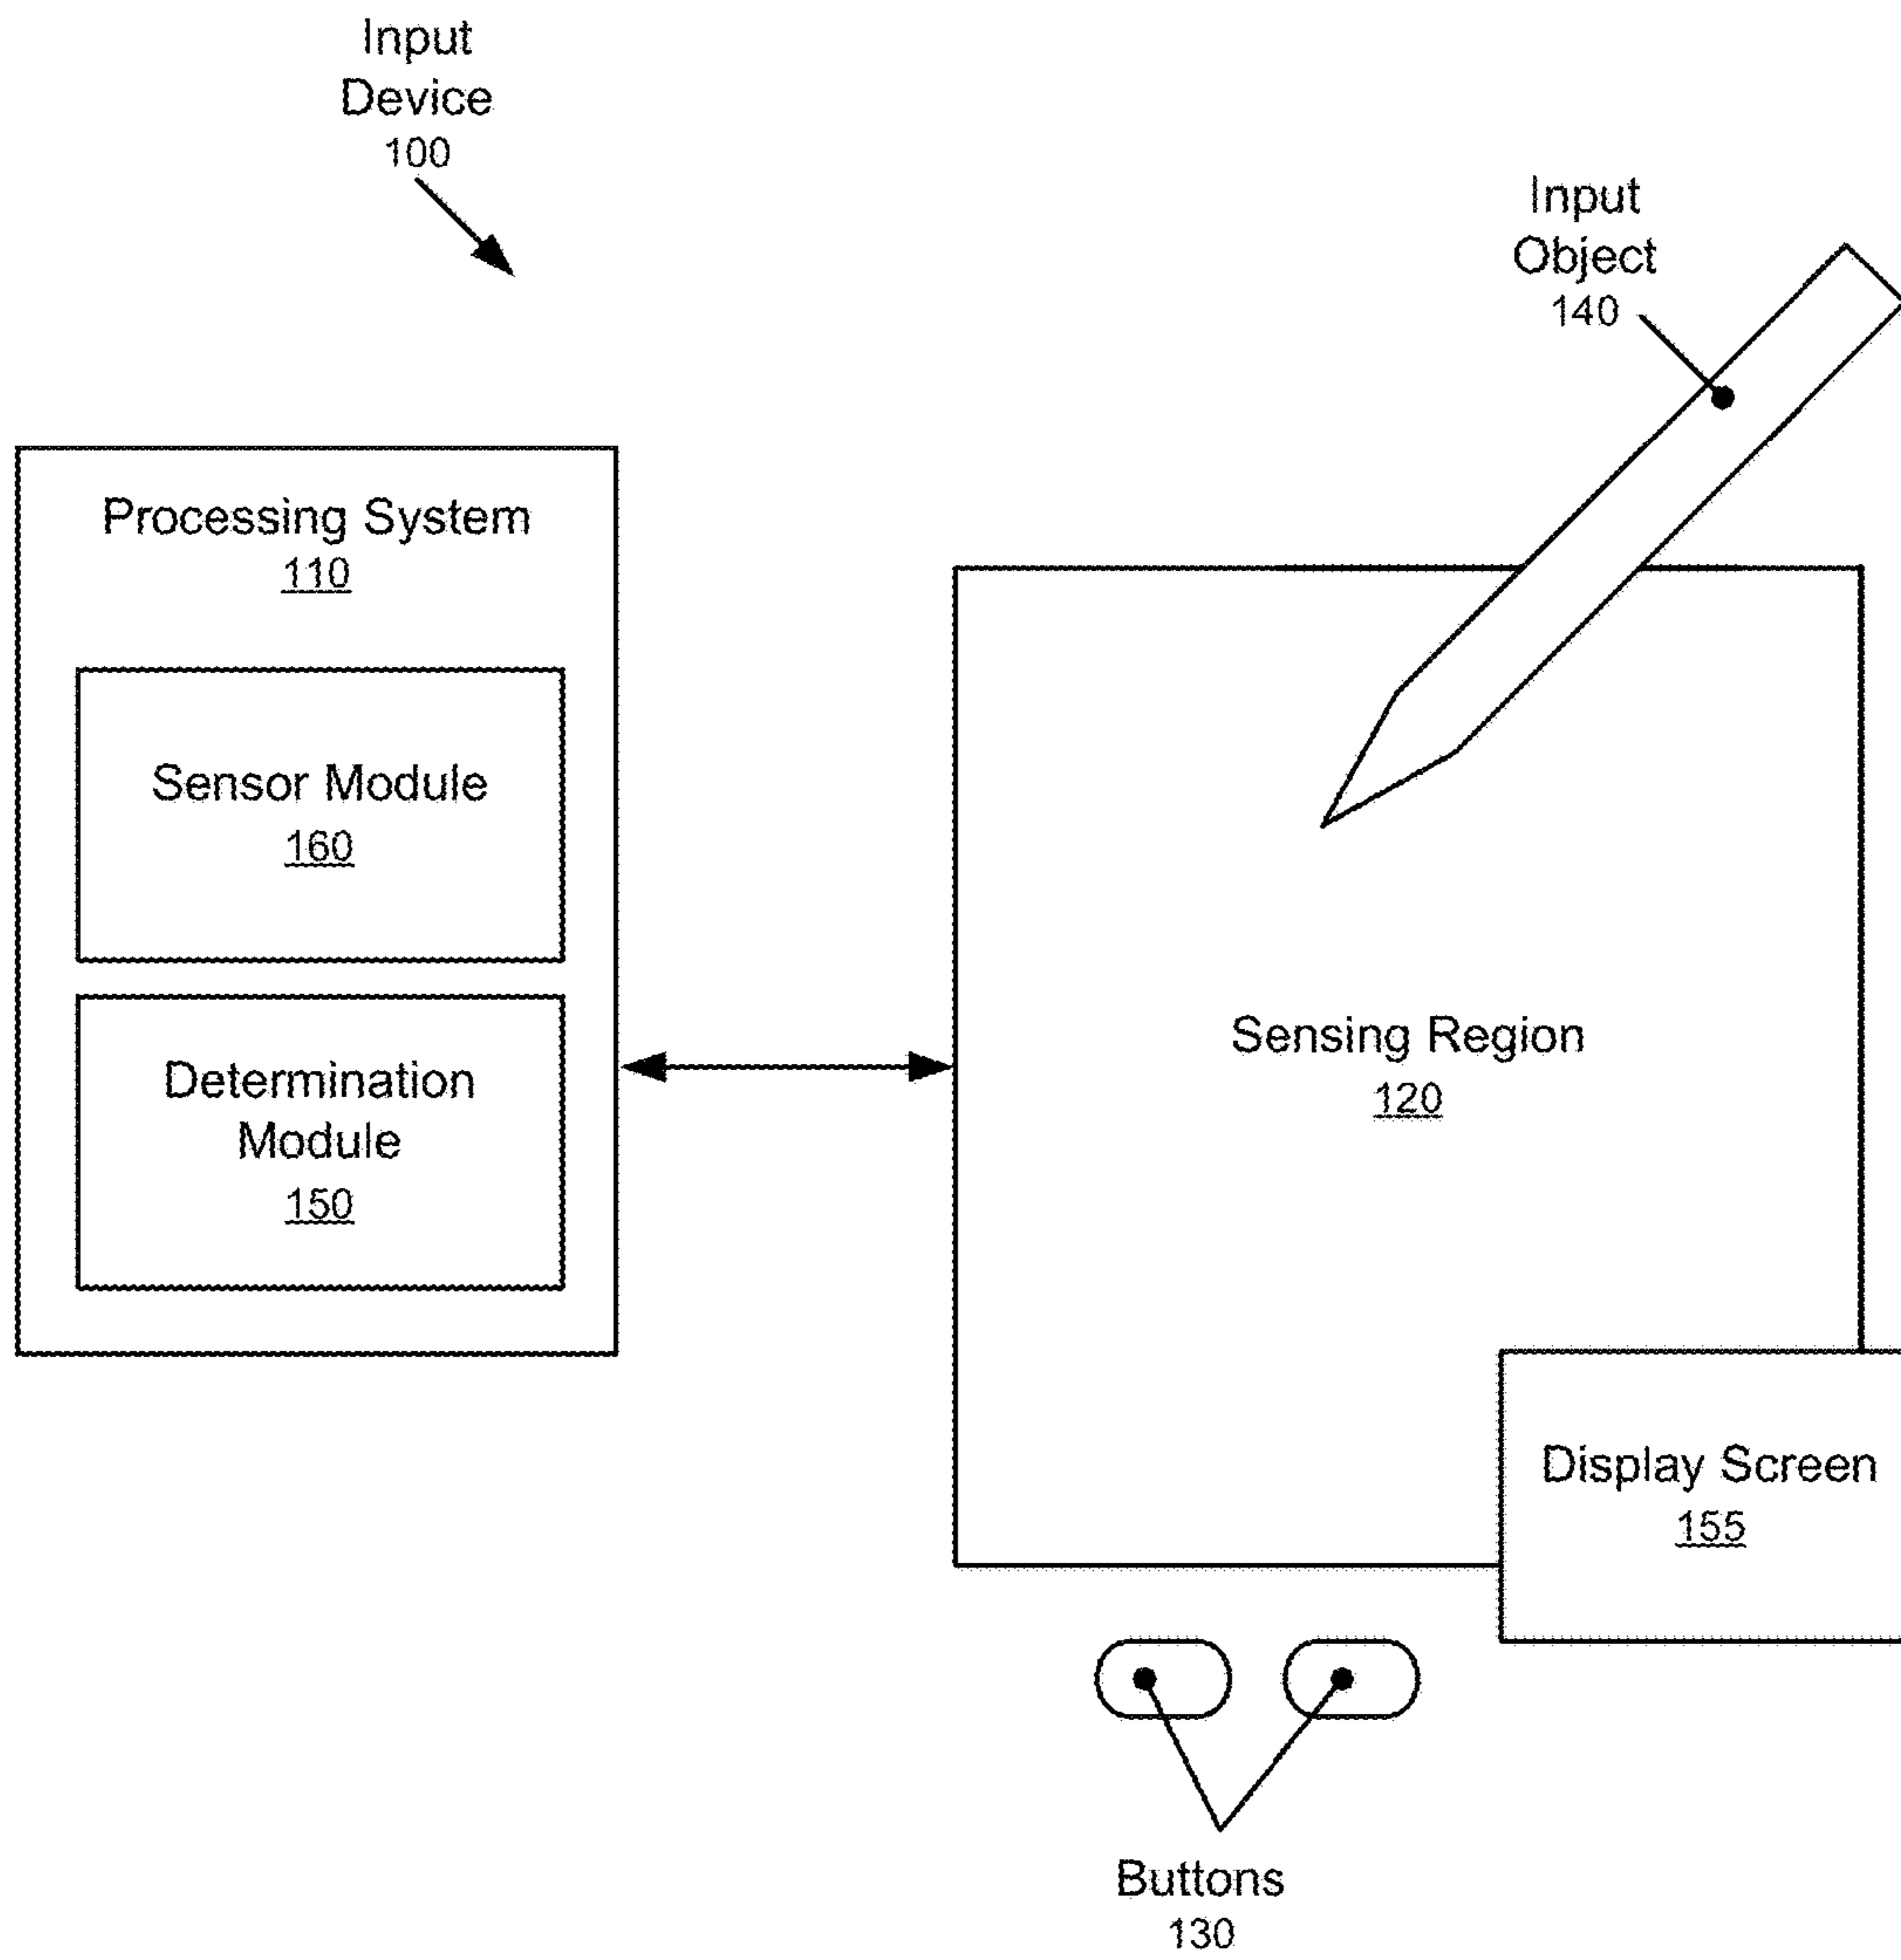 Input
Device
100
Input
Object
140
Processing System
110
Sensor Module
160
Determination
Module
150
Sensing Region
120
Display Screen
155
Buttons
130